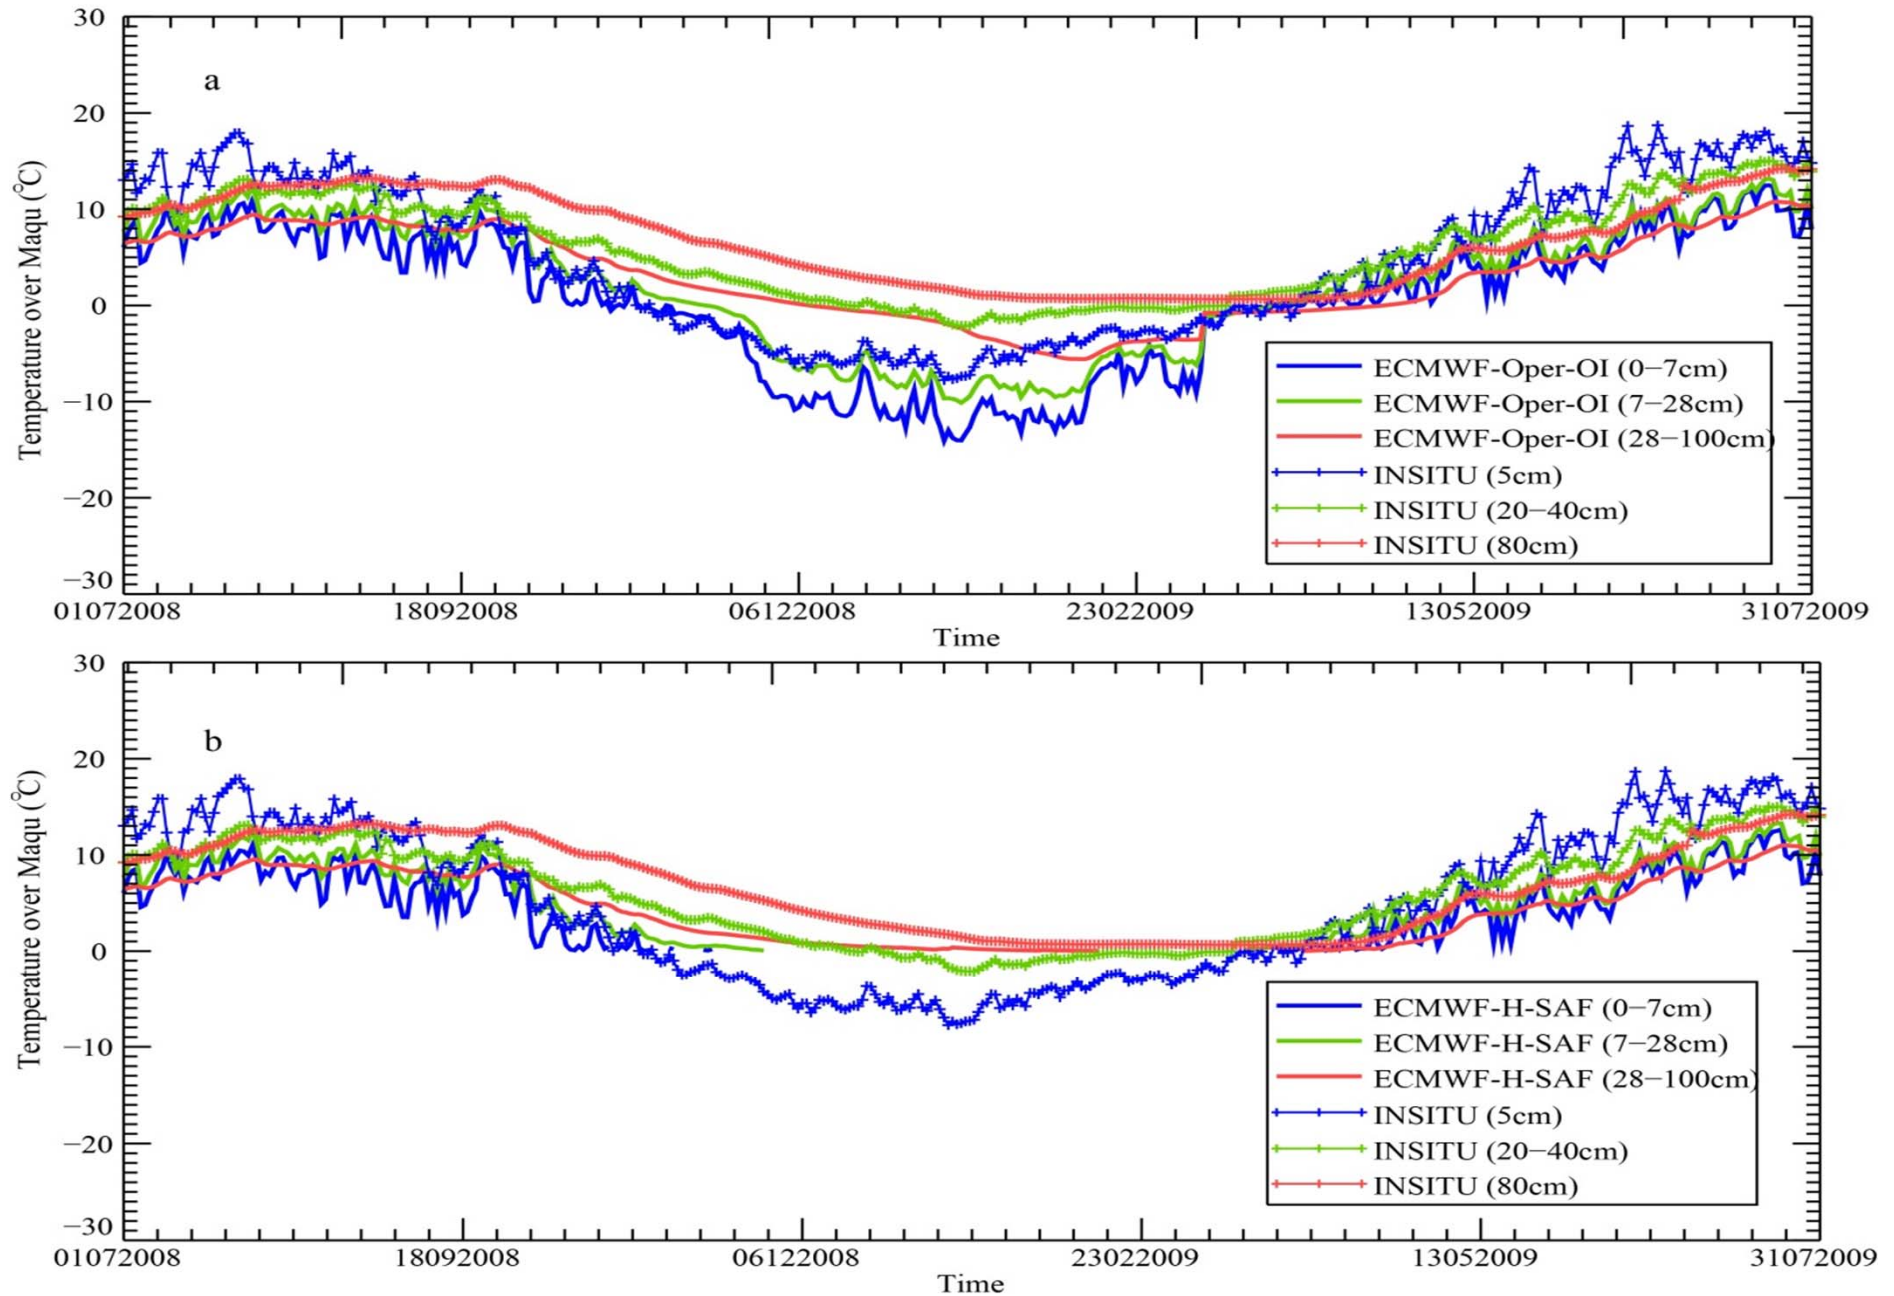 a
30
20
10
0
−10
−20
−30
Temperature over Maqu (℃)
ECMWF-Oper-OI (0−7cm)
ECMWF-Oper-OI (7−28cm)
ECMWF-Oper-OI (28−100cm)
INSITU (5cm)
INSITU (20−40cm)
INSITU (80cm)
01072008 18092008 06122008 23022009 13052009 31072009
Time
b
30
20
10
0
−10
−20
−30
Temperature over Maqu (℃)
ECMWF-H-SAF (0−7cm)
ECMWF-H-SAF (7−28cm)
ECMWF-H-SAF (28−100cm)
INSITU (5cm)
INSITU (20−40cm)
INSITU (80cm)
01072008 18092008 06122008 23022009 13052009 31072009
Time